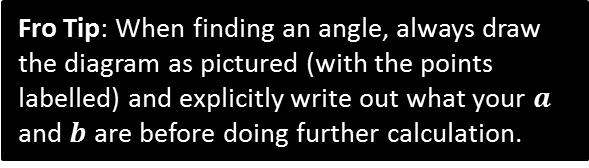 Fro Tip: When finding an angle, always draw
the diagram as pictured (with the points
labelled) and explicitly write out what your a
and b are before doing further calculation.